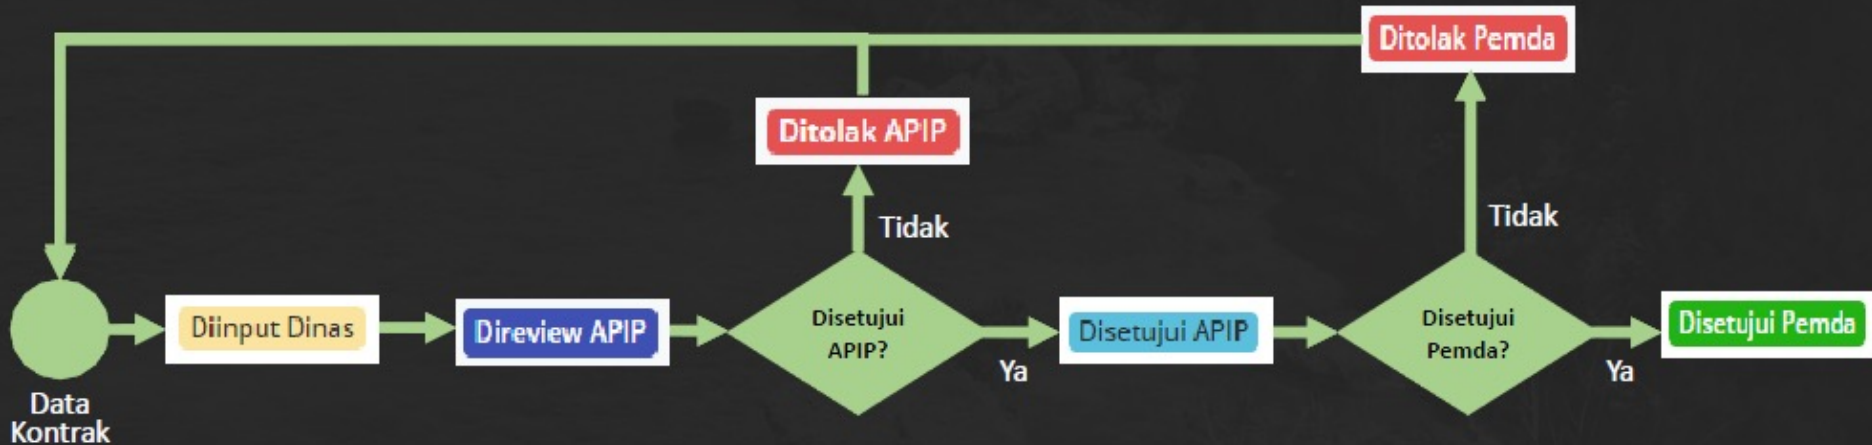 Ditolak Pemda
Ditolak APIP
Tidak
Tidak
Data
Kontrak
Diinput Dinas
Direview APIP
Disetujui
APIP?
Ya
Disetujui APIP
Disetujui
Pemda?
Ya
Disetujui Pemda